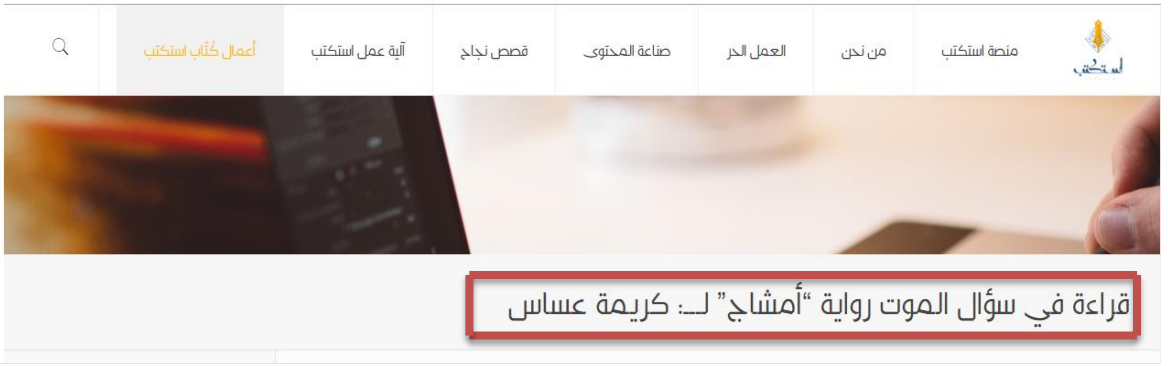 استكتب
منصة استكتب
من نحن
العمل الحر
صناعة المحتوى
قصص نجاح
آلية عمل استكتب
أعمال كُتّاب استكتب
قراءة في سؤال الموت رواية “أمشاج” لــ: كريمة عساس